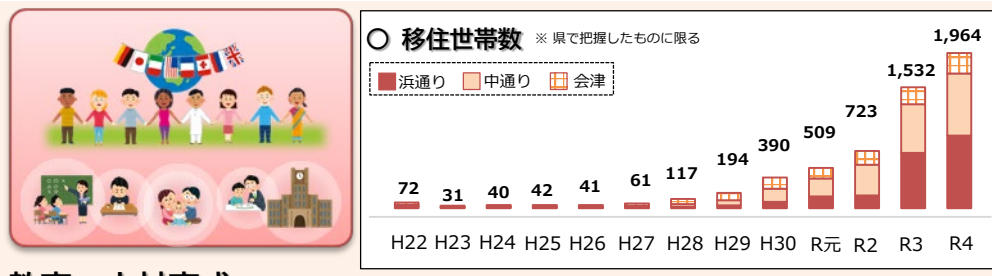 〇 移住世帯数 ※ 県で把握したものに限る
浜通り 中通り 会津
72 31 40 42 41 61 117 194 390 509 723 1,532 1,964
H22 H23 H24 H25 H26 H27 H28 H29 H30 R元 R2 R3 R4